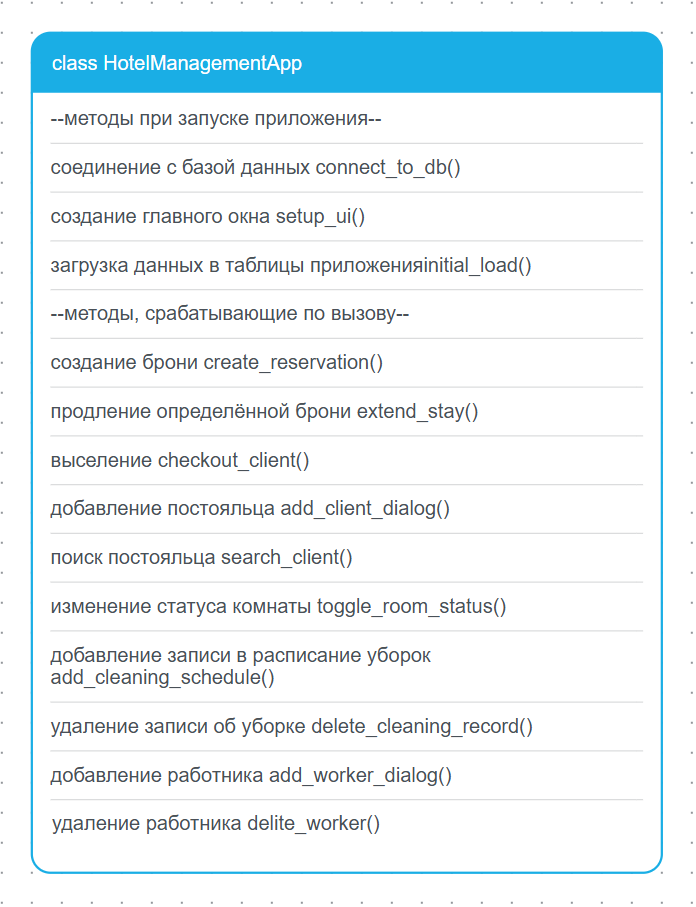 class HotelManagementApp
--методы при запуске приложения--
соединение с базой данных connect_to_db()
создание главного окна setup_ui()
загрузка данных в таблицы приложенияinitial_load()
--методы, срабатывающие по вызову--
создание брони create_reservation()
продление определённой брони extend_stay()
выселение checkout_client()
добавление постояльца add_client_dialog()
поиск постояльца search_client()
изменение статуса комнаты toggle_room_status()
добавление записи в расписание уборок
add_cleaning_schedule()
удаление записи об уборке delete_cleaning_record()
добавление работника add_worker_dialog()
удаление работника delite_worker()